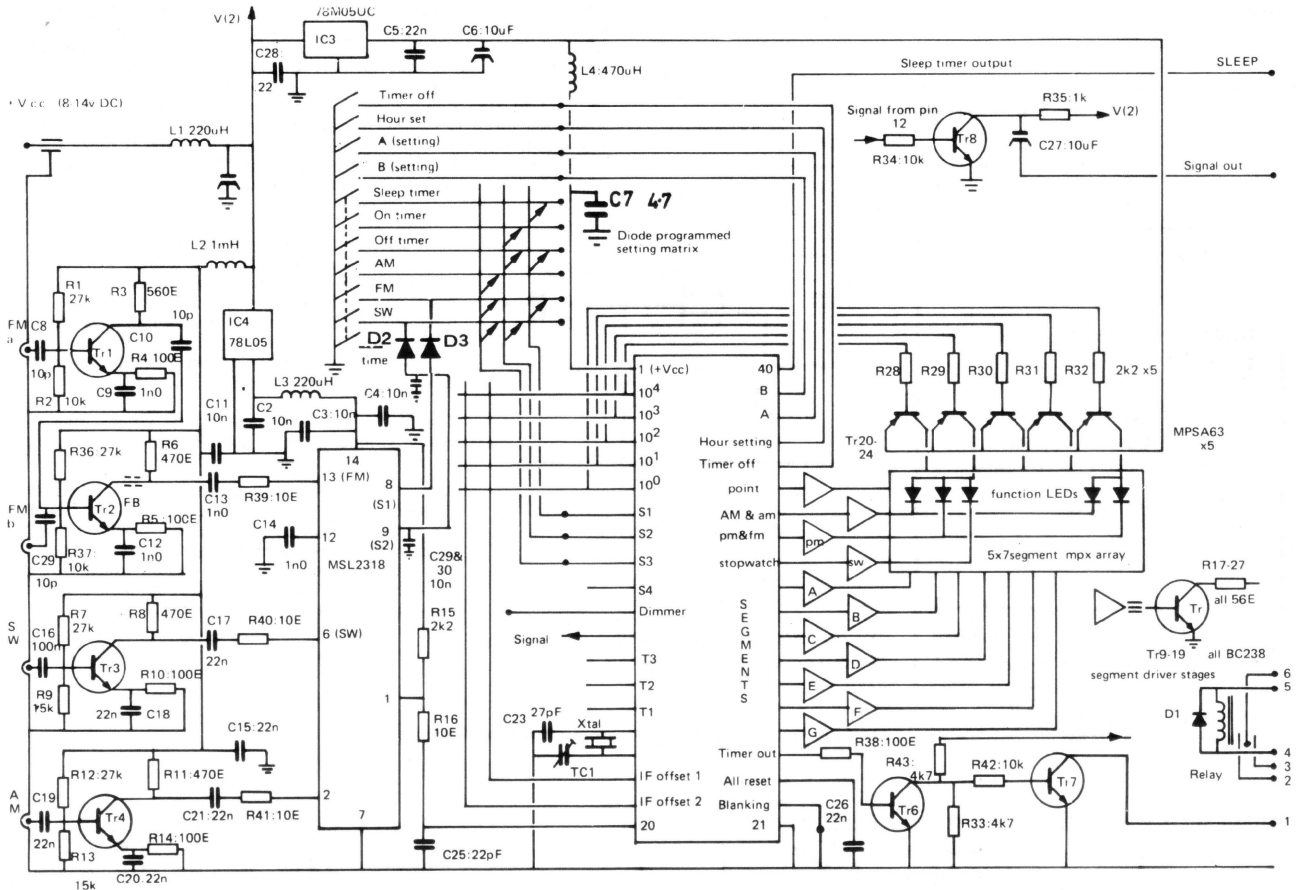 78M05UC
V(2)
IC3
C5:22n
C6:10uF
C28:
.22
L4:470uH
Sleep timer output
SLEEP
+Vcc (8-14v DC)
L1 220uH
Timer off
Hour set
A (setting)
B (setting)
Sleep timer
On timer
Off timer
AM
FM
SW
time
Signal from pin
12
R34:10k
Tr8
R35:1k
V(2)
C27:10uF
Signal out
C7 4·7
Diode programmed
setting matrix
L2 1mH
R1
27k
R3
560E
10p
FM
a
C8
10p
Tr1
C10
R4 100E
R2
10k
C9
1n0
IC4
78L05
D2
D3
L3 220uH
C4:10n
C3:10n
C11
10n
C2
10n
R28
R29
R30
R31
R32
2k2 x5
Tr20-
24
MPSA63
x5
R36:27k
R6
470E
FM
b
Tr2
FB
C13
1n0
R39:10E
R5:100E
C29
10p
R37:
10k
C12
1n0
C14
1n0
14
13 (FM)
8
(S1)
12
9
(S2)
MSL2318
6 (SW)
1
2
7
C29&
30
10n
R15
2k2
R16
10E
1 (+Vcc)
10⁴
10³
10²
10¹
10⁰
S1
S2
S3
S4
Dimmer
Signal
T3
T2
T1
IF offset 1
IF offset 2
20
40
B
A
Hour setting
Timer off
point
AM & am
pm&fm
stopwatch
SEGMENTS
Timer out
All reset
Blanking
21
pm
sw
A
B
C
D
E
F
G
function LEDs
5x7segment mpx array
R17-27
all 56E
Tr
Tr9-19 all BC238
segment driver stages
R7
27k
R8
470E
SW
C16
100n
Tr3
C17
22n
R40:10E
R9
15k
R10:100E
22n
C18
C15:22n
C23
27pF
Xtal
TC1
R12:27k
R11:470E
AM
C19
22n
Tr4
C21:22n
R41:10E
R13
15k
R14:100E
C20.22n
C25:22pF
R38:100E
C26
22n
R43:
4k7
Tr6
R42:10k
Tr7
R33:4k7
D1
Relay
6
5
4
3
2
1